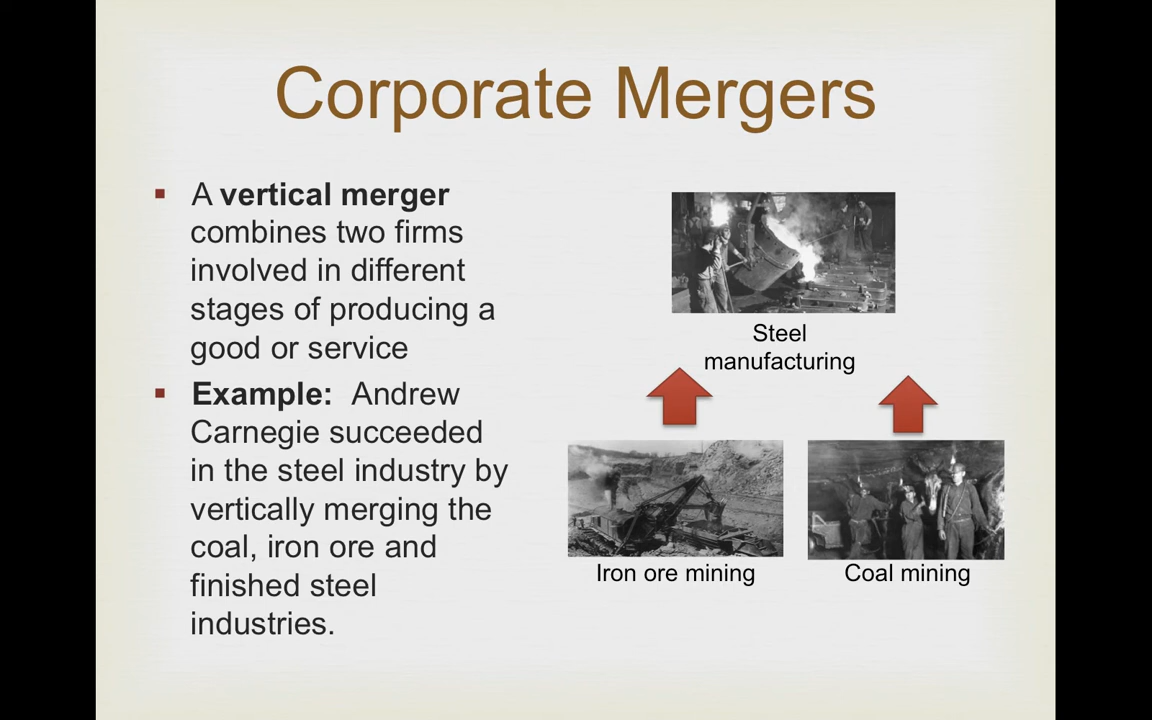 Corporate Mergers
A vertical merger
combines two firms
involved in different
stages of producing a
good or service
Example:  Andrew
Carnegie succeeded
in the steel industry by
vertically merging the
coal, iron ore and
finished steel
industries.
Steel
manufacturing
Iron ore mining
Coal mining